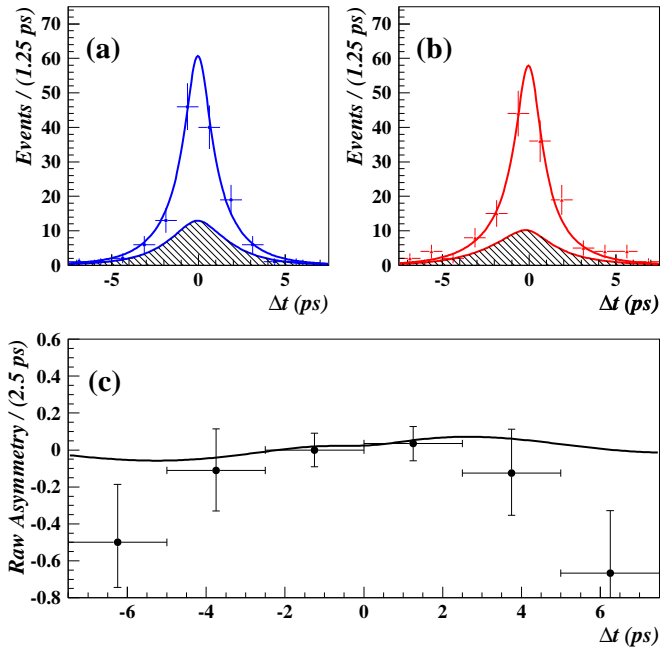 (a)
Events / (1.25 ps)
70
60
50
40
30
20
10
0
-5 0 5
Δt (ps)
(b)
Events / (1.25 ps)
70
60
50
40
30
20
10
0
-5 0 5
Δt (ps)
(c)
Raw Asymmetry / (2.5 ps)
0.6
0.4
0.2
0
-0.2
-0.4
-0.6
-0.8
-6 -4 -2 0 2 4 6
Δt (ps)